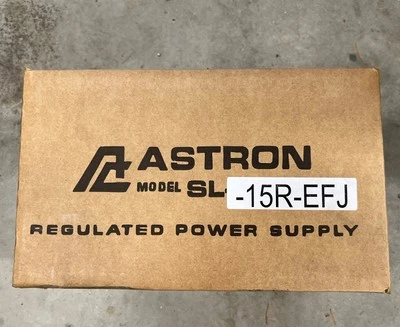 ASTRON
MODEL SL-15R-EFJ
REGULATED POWER SUPPLY